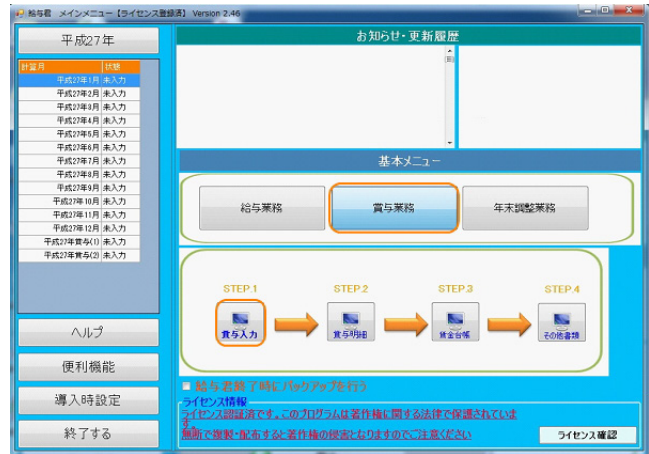 給与君 メインメニュー【ライセンス登録済】 Version 2.46
平成27年
お知らせ・更新履歴
計算月 状態
平成27年1月 未入力
平成27年2月 未入力
平成27年3月 未入力
平成27年4月 未入力
平成27年5月 未入力
平成27年6月 未入力
平成27年7月 未入力
平成27年8月 未入力
平成27年9月 未入力
平成27年10月 未入力
平成27年11月 未入力
平成27年12月 未入力
平成27年賞与(1) 未入力
平成27年賞与(2) 未入力
基本メニュー
給与業務 賞与業務 年末調整業務
STEP.1 STEP.2 STEP.3 STEP.4
賞与入力 賞与明細 賃金台帳 その他書類
ヘルプ
便利機能
導入時設定
終了する
給与君終了時にバックアップを行う
ライセンス情報
ライセンス認証済です。このプログラムは著作権に関する法律で保護されていま
す。
無断で複製・配布すると著作権の侵害となりますのでご注意ください
ライセンス確認